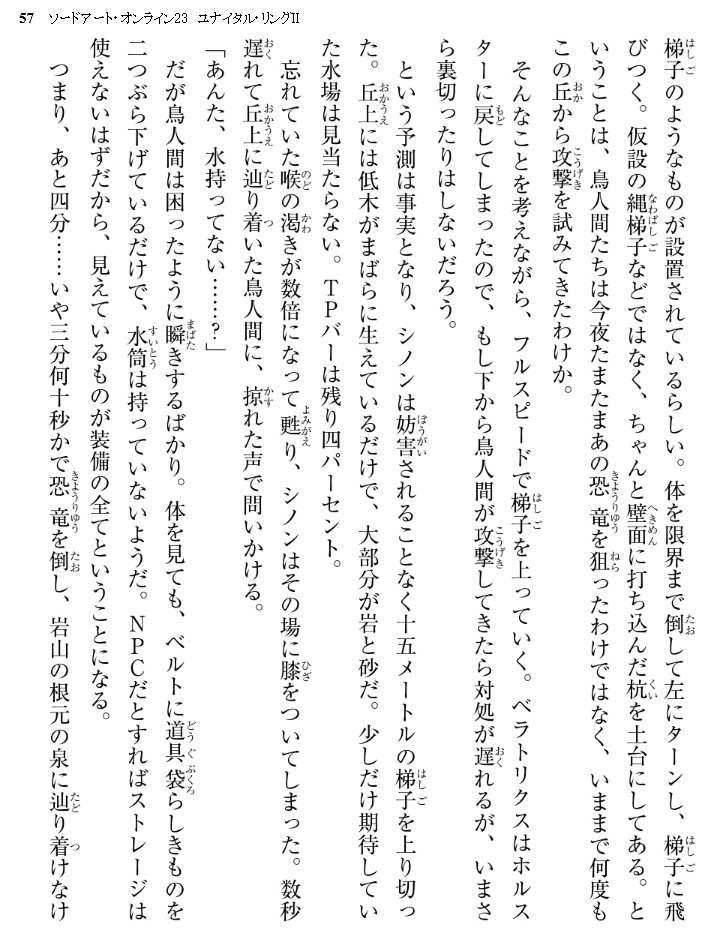 57 ソードアート・オンライン23 ユナイタル・リングII
梯子のようなものが設置されているらしい。体を限界まで倒して左にターンし、梯子に飛
びつく。仮設の縄梯子などではなく、ちゃんと壁面に打ち込んだ杭を土台にしてある。と
いうことは、鳥人間たちは今夜たまたまあの恐竜を狙ったわけではなく、いままで何度も
この丘から攻撃を試みてきたわけか。
そんなことを考えながら、フルスピードで梯子を上っていく。ベラトリクスはホルス
ターに戻してしまったので、もし下から鳥人間が攻撃してきたら対処が遅れるが、いまさ
ら裏切ったりはしないだろう。
という予測は事実となり、シノンは妨害されることなく十五メートルの梯子を上り切っ
た。丘上には低木がまばらに生えているだけで、大部分が岩と砂だ。少しだけ期待してい
た水場は見当たらない。TPバーは残り四パーセント。
忘れていた喉の渇きが数倍になって甦り、シノンはその場に膝をついてしまった。数秒
遅れて丘上に辿り着いた鳥人間に、掠れた声で問いかける。
「あんた、水持ってない……?」
だが鳥人間は困ったように瞬きするばかり。体を見ても、ベルトに道具袋らしきものを
二つぶら下げているだけで、水筒は持っていないようだ。NPCだとすればストレージは
使えないはずだから、見えているものが装備の全てということになる。
つまり、あと四分……いや三分何十秒かで恐竜を倒し、岩山の根元の泉に辿り着けなけ